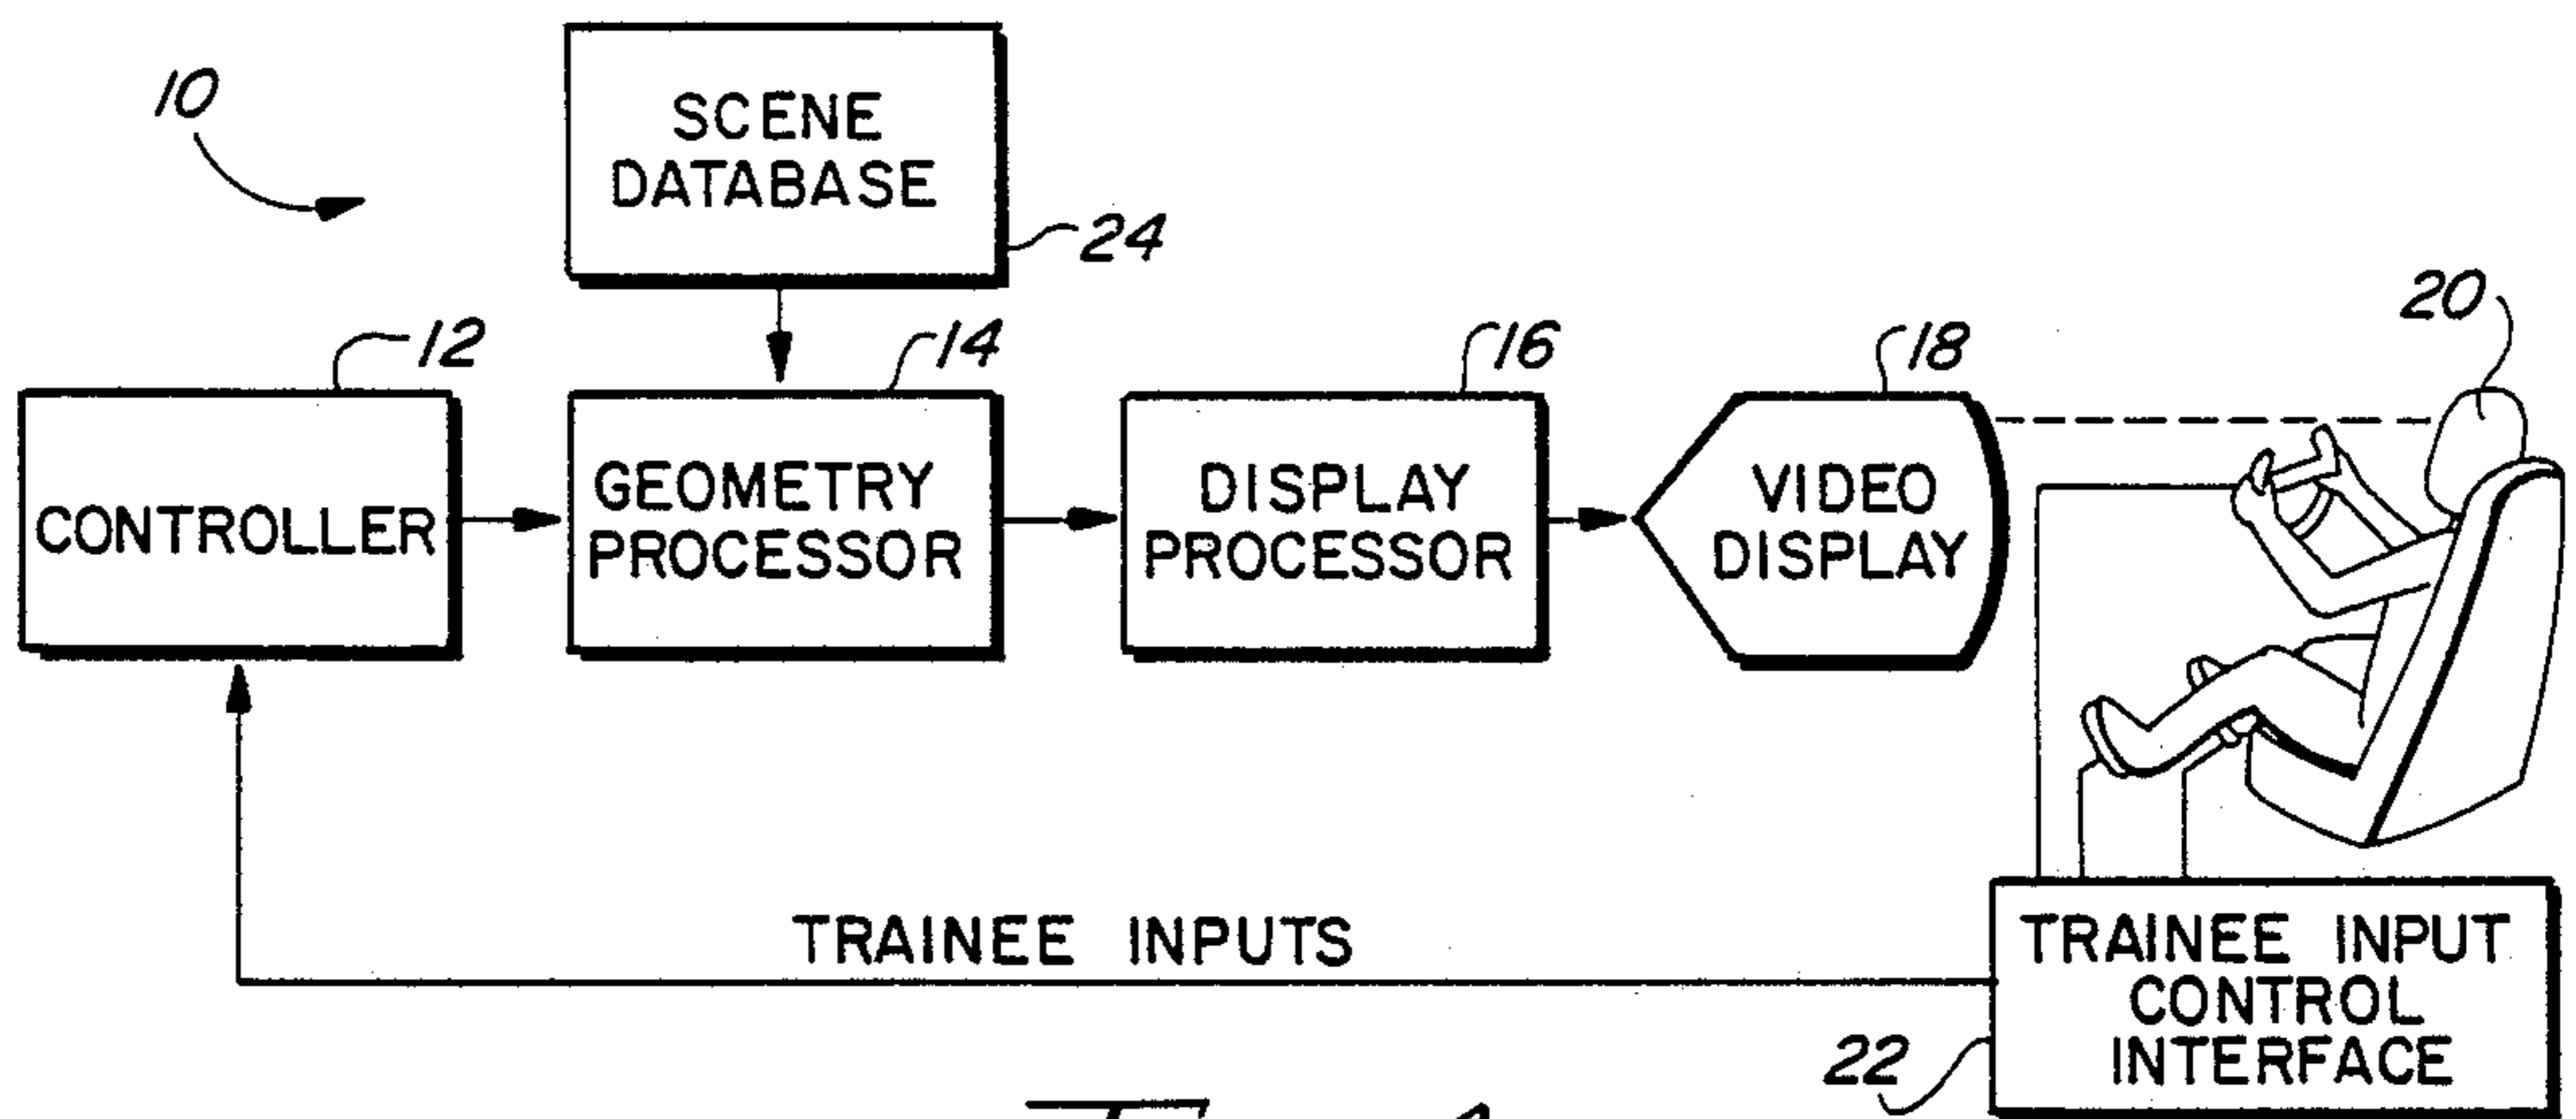 10
SCENE
DATABASE
24
12
14
16
18
20
CONTROLLER
GEOMETRY
PROCESSOR
DISPLAY
PROCESSOR
VIDEO
DISPLAY
TRAINEE INPUTS
TRAINEE INPUT
CONTROL
INTERFACE
22